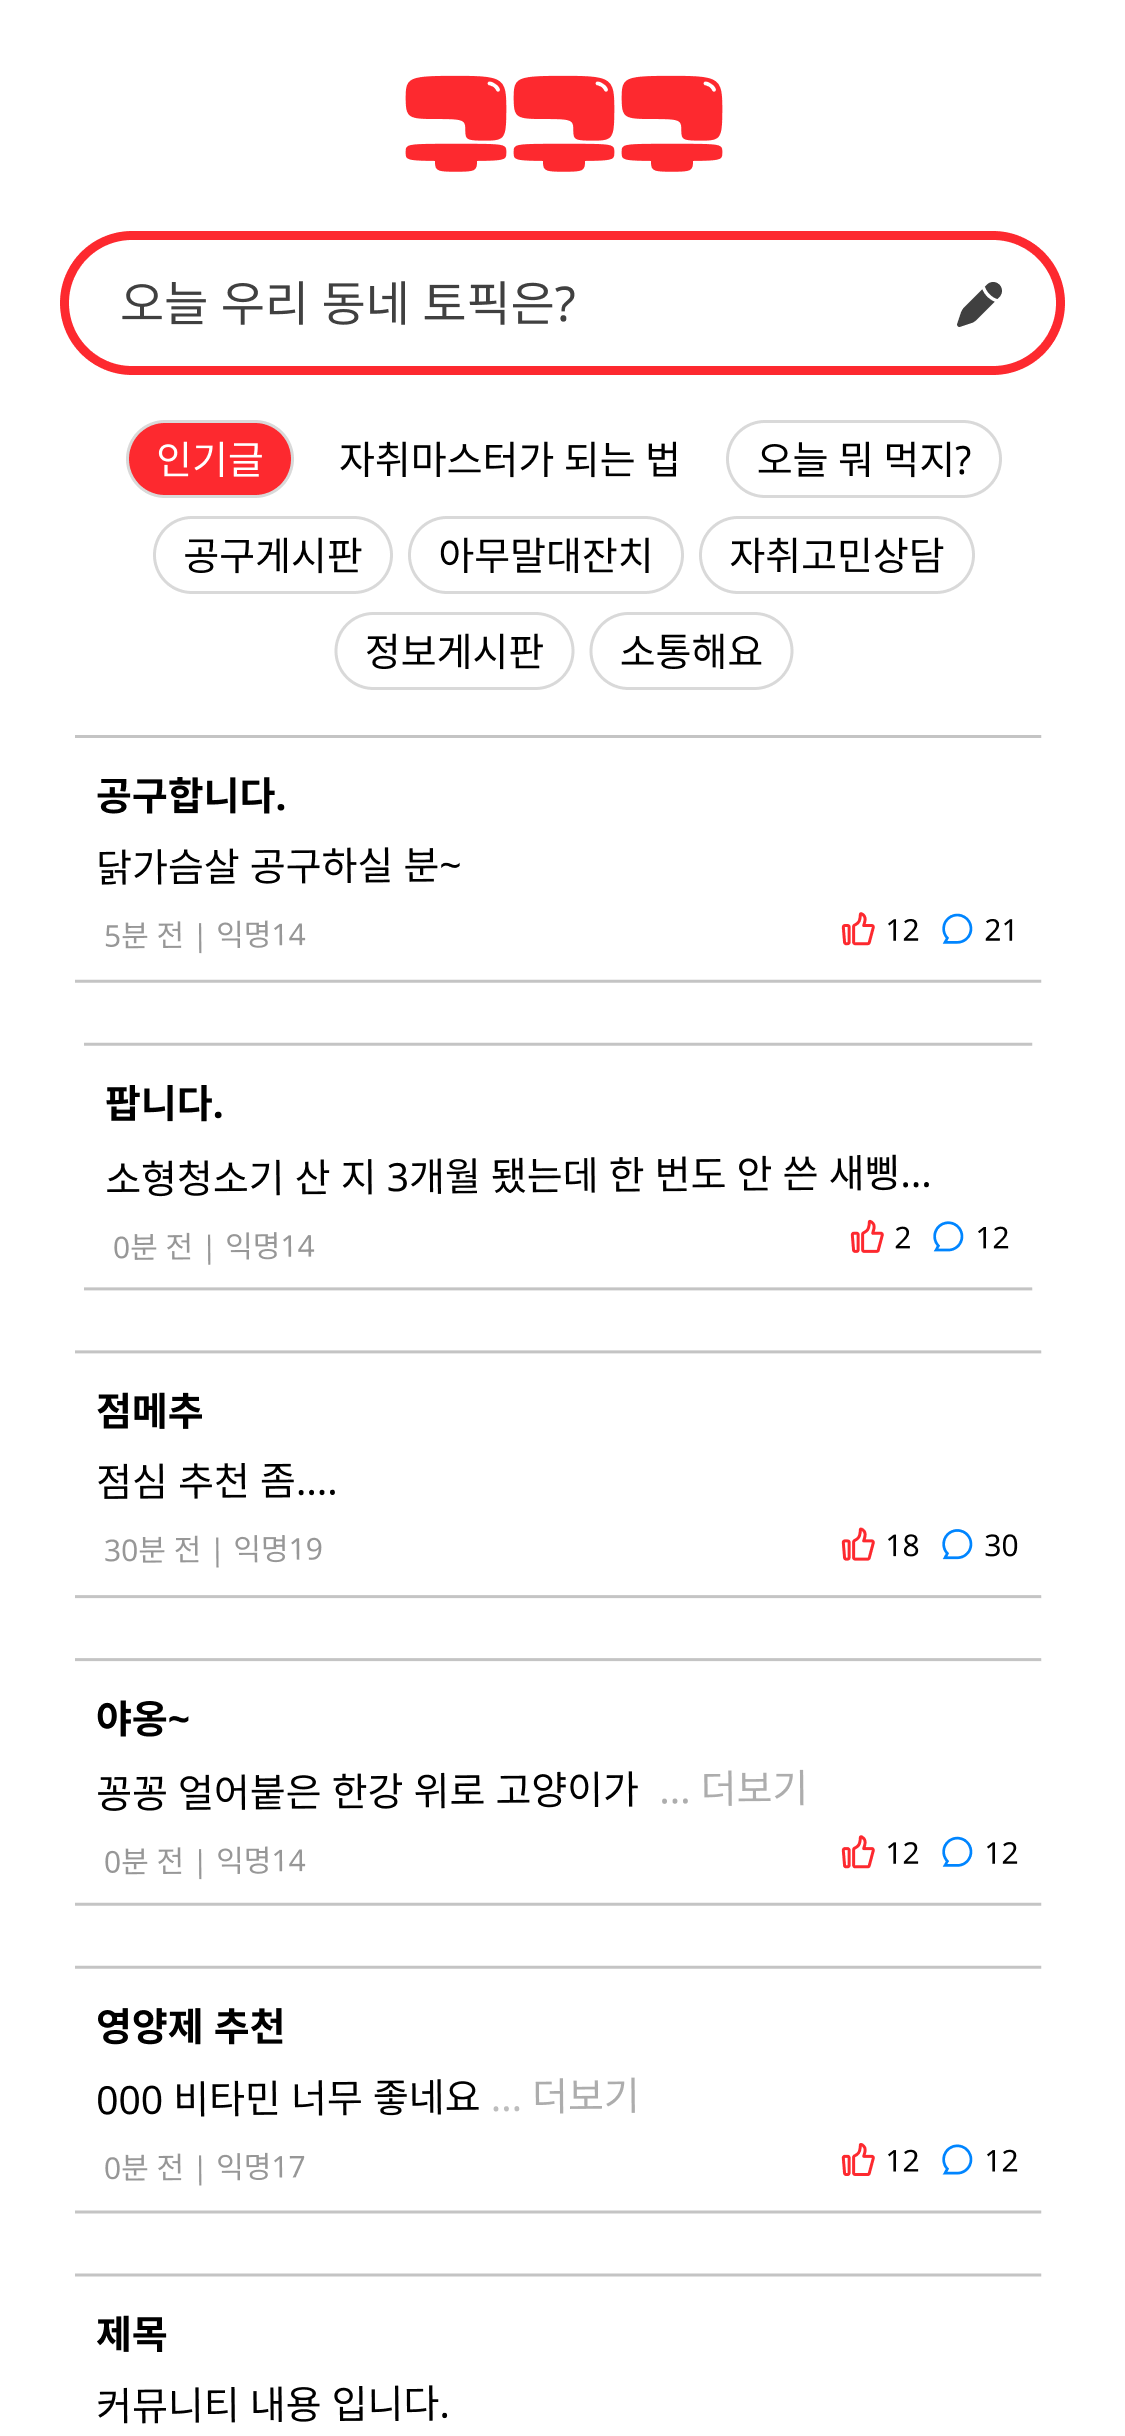 고고고
오늘 우리 동네 토픽은?
인기글 자취마스터가 되는 법 오늘 뭐 먹지?
공구게시판 아무말대잔치 자취고민상담
정보게시판 소통해요
공구합니다.
닭가슴살 공구하실 분~
5분 전 | 익명14 12 21
팝니다.
소형청소기 산 지 3개월 됐는데 한 번도 안 쓴 새삥...
0분 전 | 익명14 2 12
점메추
점심 추천 좀....
30분 전 | 익명19 18 30
야옹~
꽁꽁 얼어붙은 한강 위로 고양이가 ... 더보기
0분 전 | 익명14 12 12
영양제 추천
000 비타민 너무 좋네요 ... 더보기
0분 전 | 익명17 12 12
제목
커뮤니티 내용 입니다.